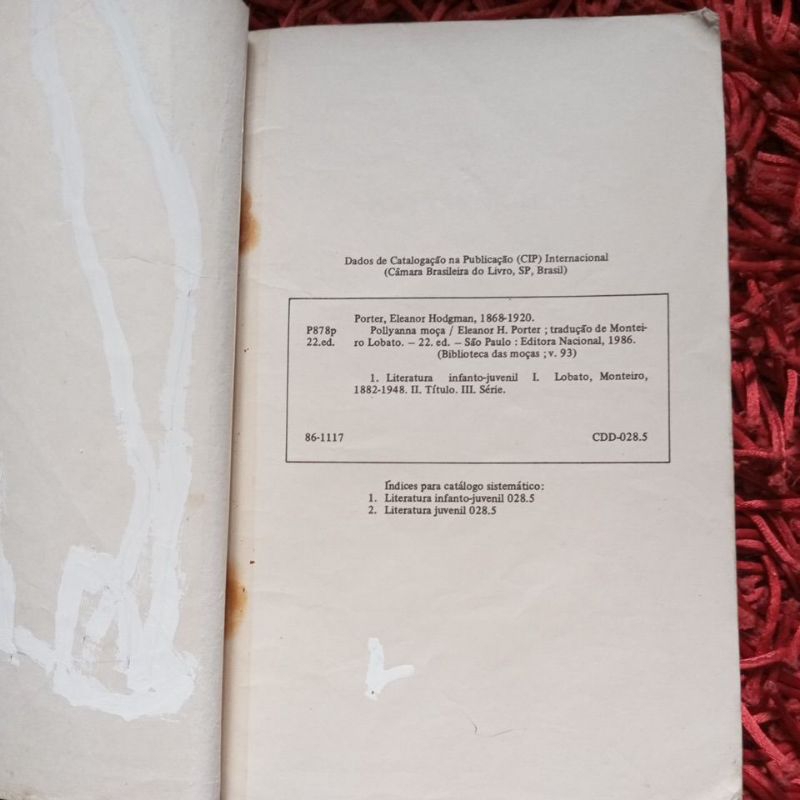 Dados de Catalogação na Publicação (CIP) Internacional
(Câmara Brasileira do Livro, SP, Brasil)
Porter, Eleanor Hodgman, 1868-1920.
P878p Pollyanna moça / Eleanor H. Porter ; tradução de Montei-
22.ed. ro Lobato. — 22. ed. — São Paulo : Editora Nacional, 1986.
(Biblioteca das moças ; v. 93)
1. Literatura infanto-juvenil I. Lobato, Monteiro,
1882-1948. II. Título. III. Série.
86-1117 CDD-028.5
Índices para catálogo sistemático:
1. Literatura infanto-juvenil 028.5
2. Literatura juvenil 028.5